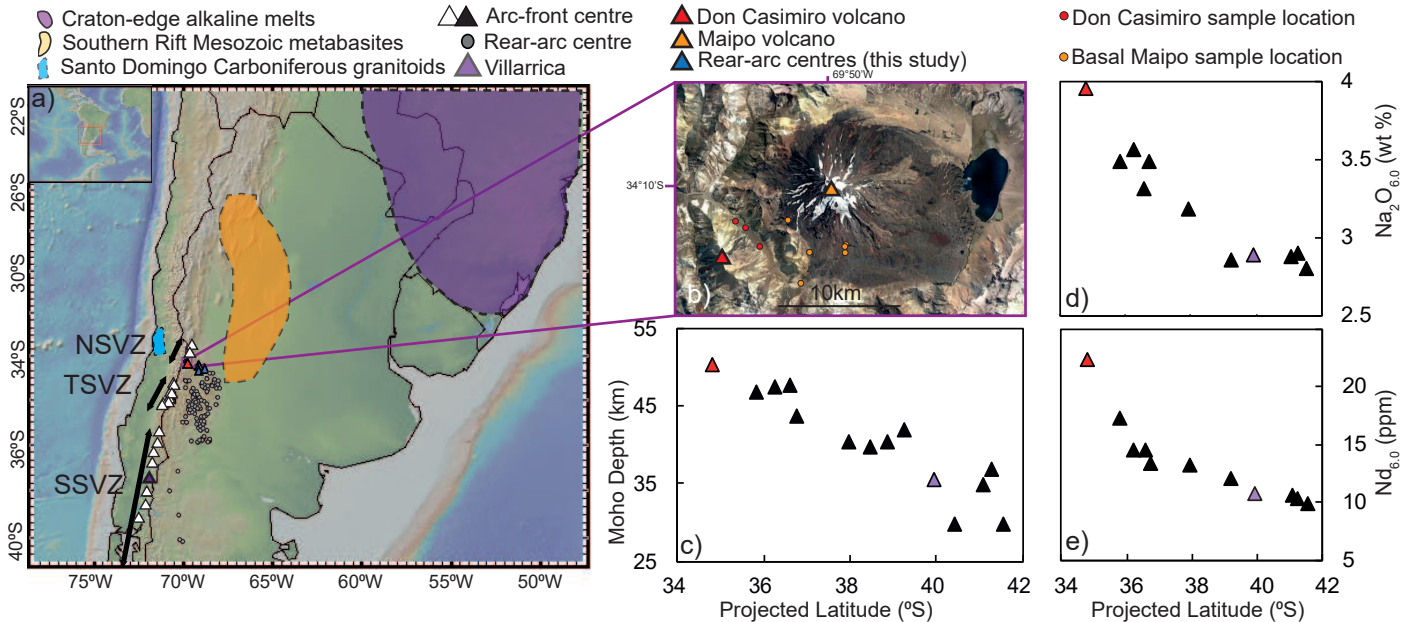 Craton-edge alkaline melts
Southern Rift Mesozoic metabasites
Santo Domingo Carboniferous granitoids
Arc-front centre
Rear-arc centre
Villarrica
Don Casimiro volcano
Maipo volcano
Rear-arc centres (this study)
Don Casimiro sample location
Basal Maipo sample location
a)
22°S
26°S
30°S
34°S
36°S
40°S
NSVZ
TSVZ
SSVZ
75°W 70°W 65°W 60°W 55°W 50°W
69°50'W
34°10'S
b)
10km
55
45
35
25
Moho Depth (km)
c)
34 36 38 40 42
Projected Latitude (ºS)
4
3.5
3
2.5
Na2O6.0 (wt %)
d)
20
15
10
5
Nd6.0 (ppm)
e)
34 36 38 40 42
Projected Latitude (ºS)